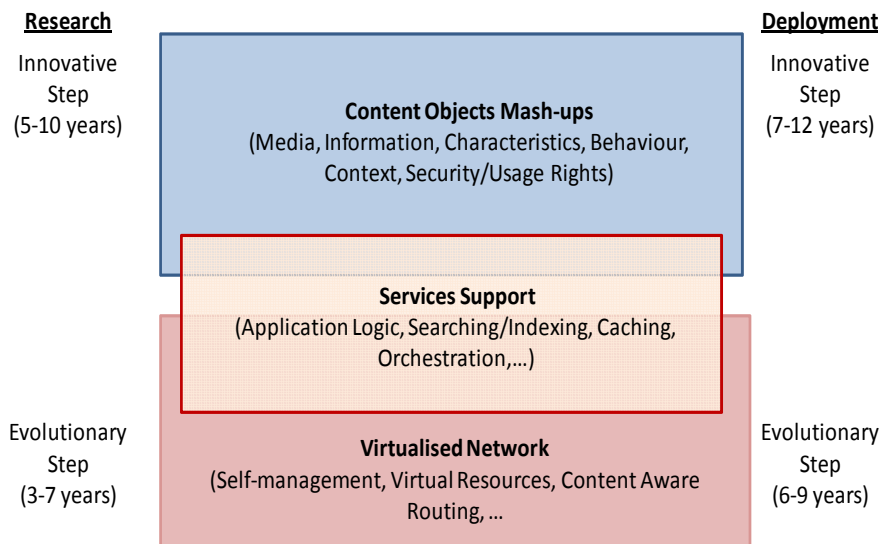 Research
Innovative
Step
(5-10 years)
Deployment
Innovative
Step
(7-12 years)
Content Objects Mash-ups
(Media, Information, Characteristics, Behaviour,
Context, Security/Usage Rights)
Services Support
(Application Logic, Searching/Indexing, Caching,
Orchestration,...)
Evolutionary
Step
(3-7 years)
Virtualised Network
(Self-management, Virtual Resources, Content Aware
Routing, ...
Evolutionary
Step
(6-9 years)